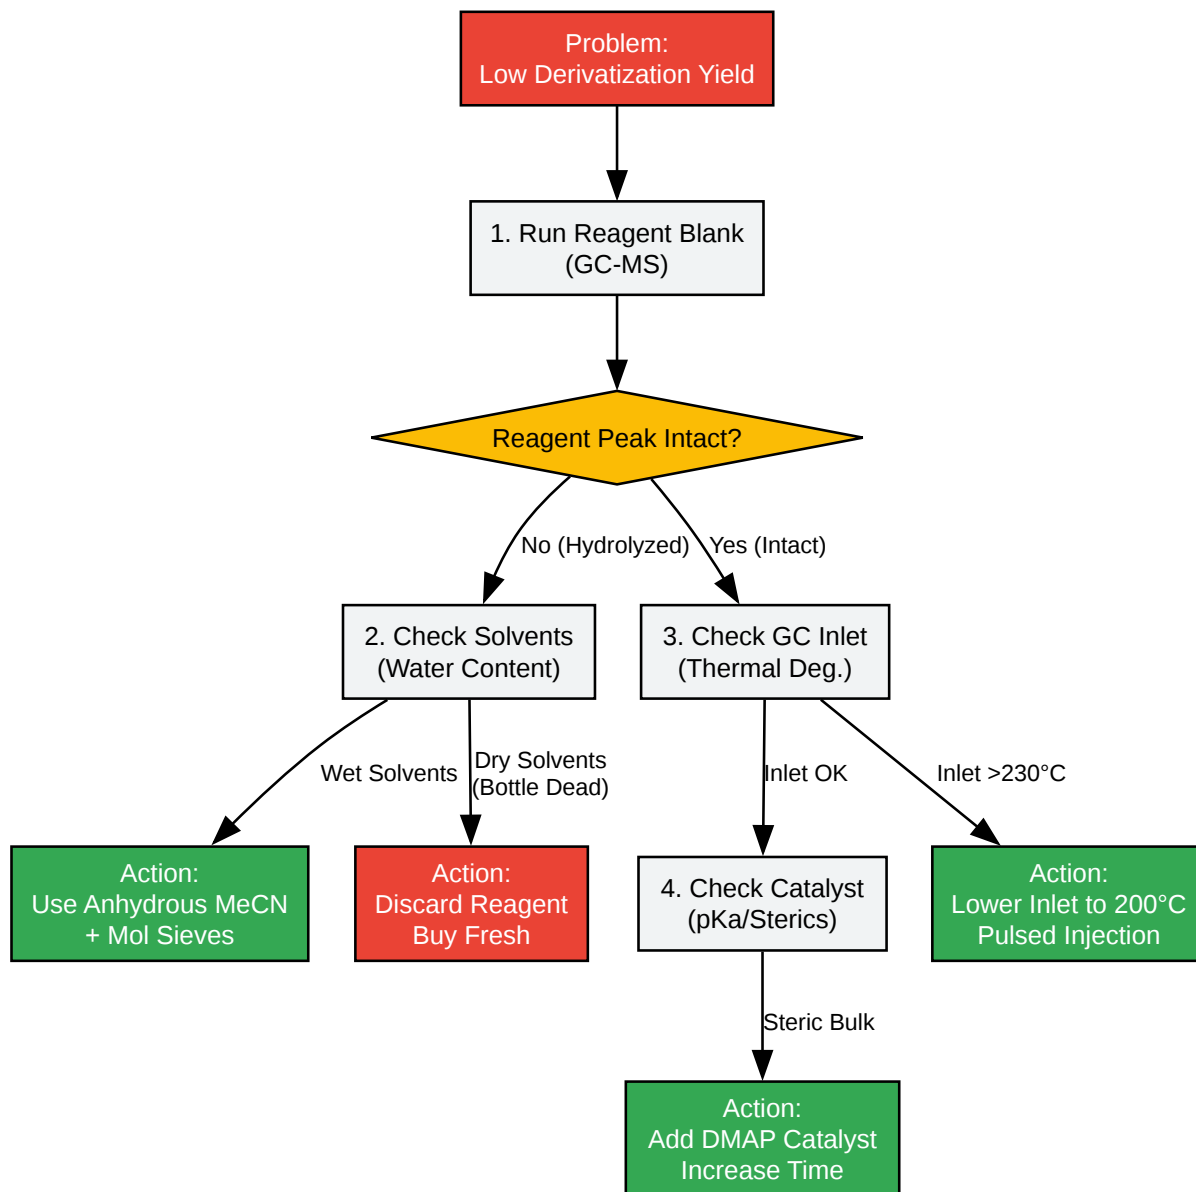 Problem:
Low Derivatization Yield
1. Run Reagent Blank
(GC-MS)
Reagent Peak Intact?
No (Hydrolyzed)
Yes (Intact)
2. Check Solvents
(Water Content)
3. Check GC Inlet
(Thermal Deg.)
Wet Solvents
Dry Solvents
(Bottle Dead)
Inlet OK
Inlet >230°C
Action:
Use Anhydrous MeCN
+ Mol Sieves
Action:
Discard Reagent
Buy Fresh
4. Check Catalyst
(pKa/Sterics)
Action:
Lower Inlet to 200°C
Pulsed Injection
Steric Bulk
Action:
Add DMAP Catalyst
Increase Time